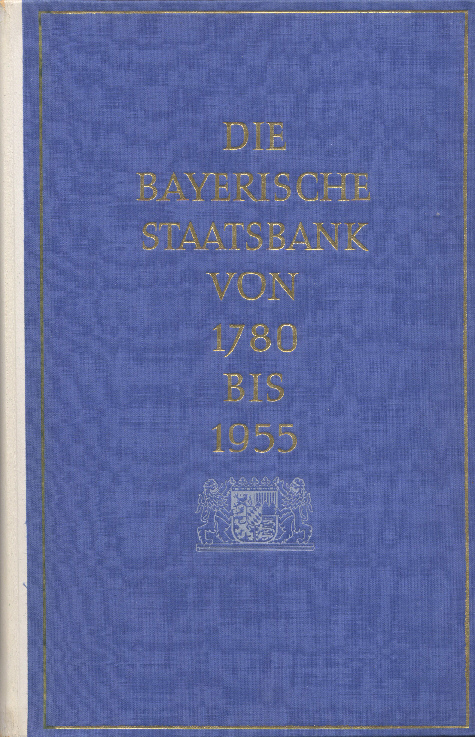 DIE
BAYERISCHE
STAATSBANK
VON
1780
BIS
1955